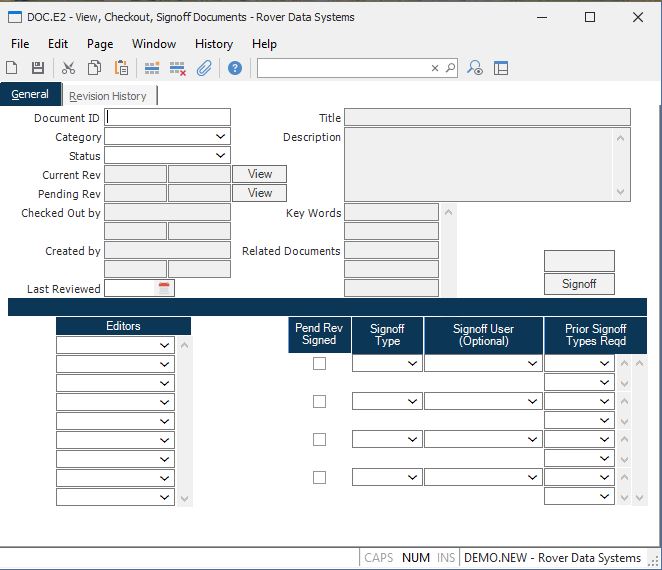 DOC.E2 - View, Checkout, Signoff Documents - Rover Data Systems
File Edit Page Window History Help
General Revision History
Document ID Title
Category Description
Status
Current Rev View
Pending Rev View
Checked Out by Key Words
Created by Related Documents
Last Reviewed Signoff
Editors
Pend Rev Signed
Signoff Type
Signoff User (Optional)
Prior Signoff Types Reqd
CAPS NUM INS DEMO.NEW - Rover Data Systems